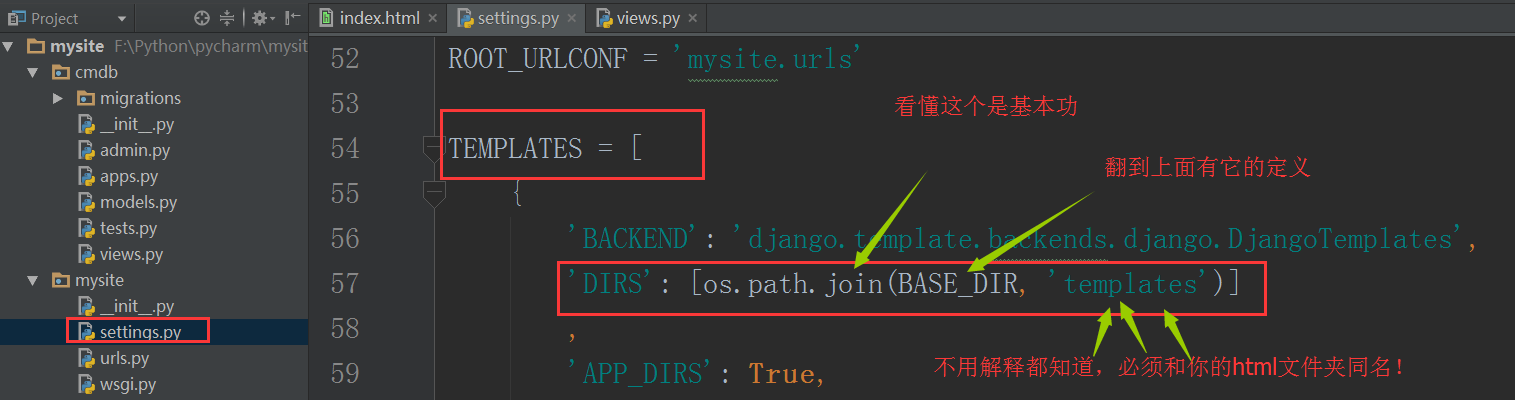 Project
index.html
settings.py
views.py
mysite F:\Python\pycharm\mysit
cmdb
migrations
__init__.py
admin.py
apps.py
models.py
tests.py
views.py
mysite
__init__.py
settings.py
urls.py
wsgi.py
52 ROOT_URLCONF = 'mysite.urls'
53
看懂这个是基本功
54 TEMPLATES = [
翻到上面有它的定义
55 {
56 'BACKEND': 'django.template.backends.django.DjangoTemplates',
57 'DIRS': [os.path.join(BASE_DIR, 'templates')]
58 ,
不用解释都知道，必须和你的html文件夹同名！
59 'APP_DIRS': True,